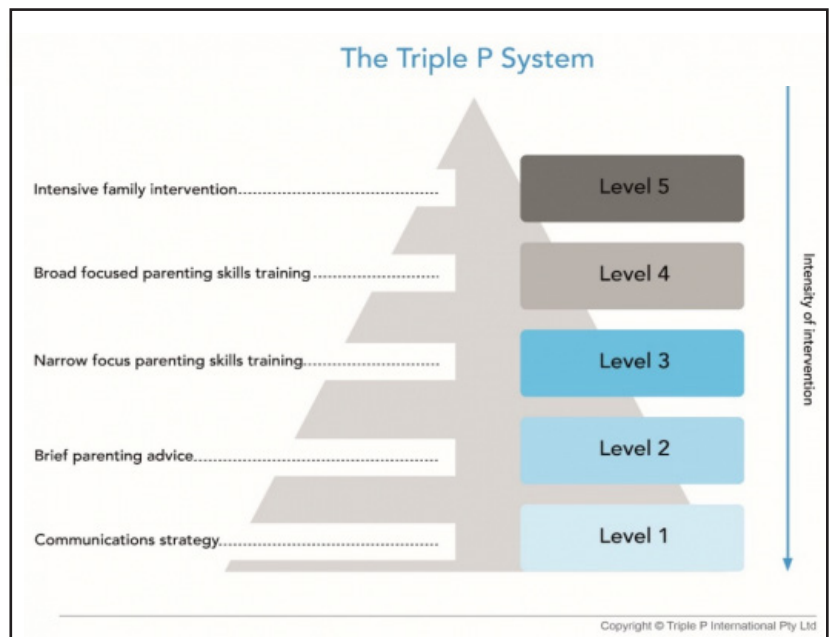 The Triple P System
Intensive family intervention
Level 5
Broad focused parenting skills training
Level 4
Narrow focus parenting skills training
Level 3
Brief parenting advice
Level 2
Communications strategy
Level 1
Intensity of intervention
Copyright © Triple P International Pty Ltd